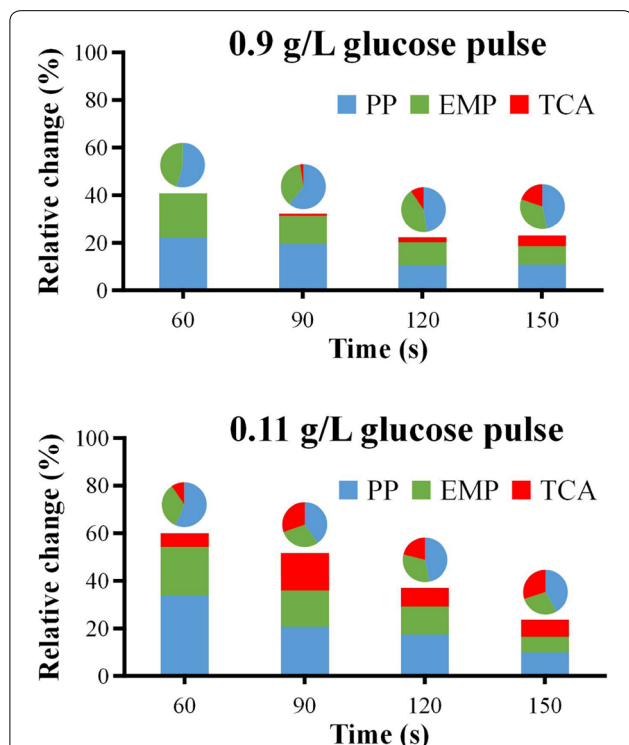 0.9 g/L glucose pulse
Relative change (%)
100
80
60
40
20
0
PP EMP TCA
60 90 120 150
Time (s)
0.11 g/L glucose pulse
Relative change (%)
100
80
60
40
20
0
PP EMP TCA
60 90 120 150
Time (s)